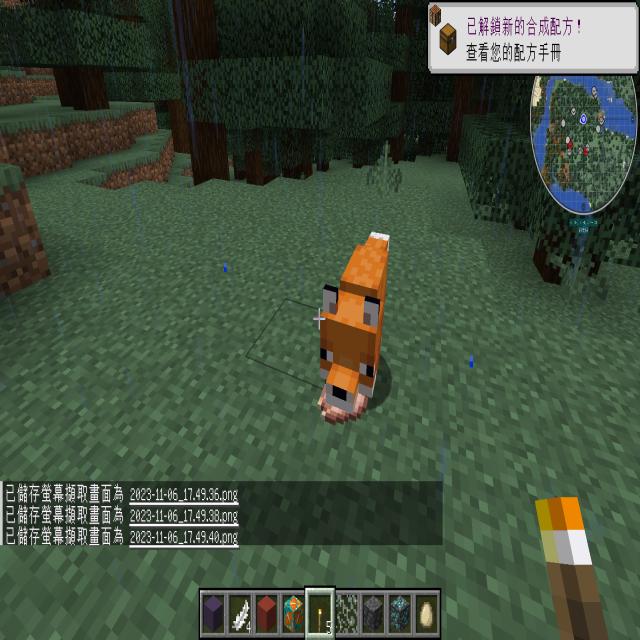 已解鎖新的合成配方！
查看您的配方手冊
已儲存螢幕擷取畫面為 2023-11-06_17.49.36.png
已儲存螢幕擷取畫面為 2023-11-06_17.49.38.png
已儲存螢幕擷取畫面為 2023-11-06_17.49.40.png
5